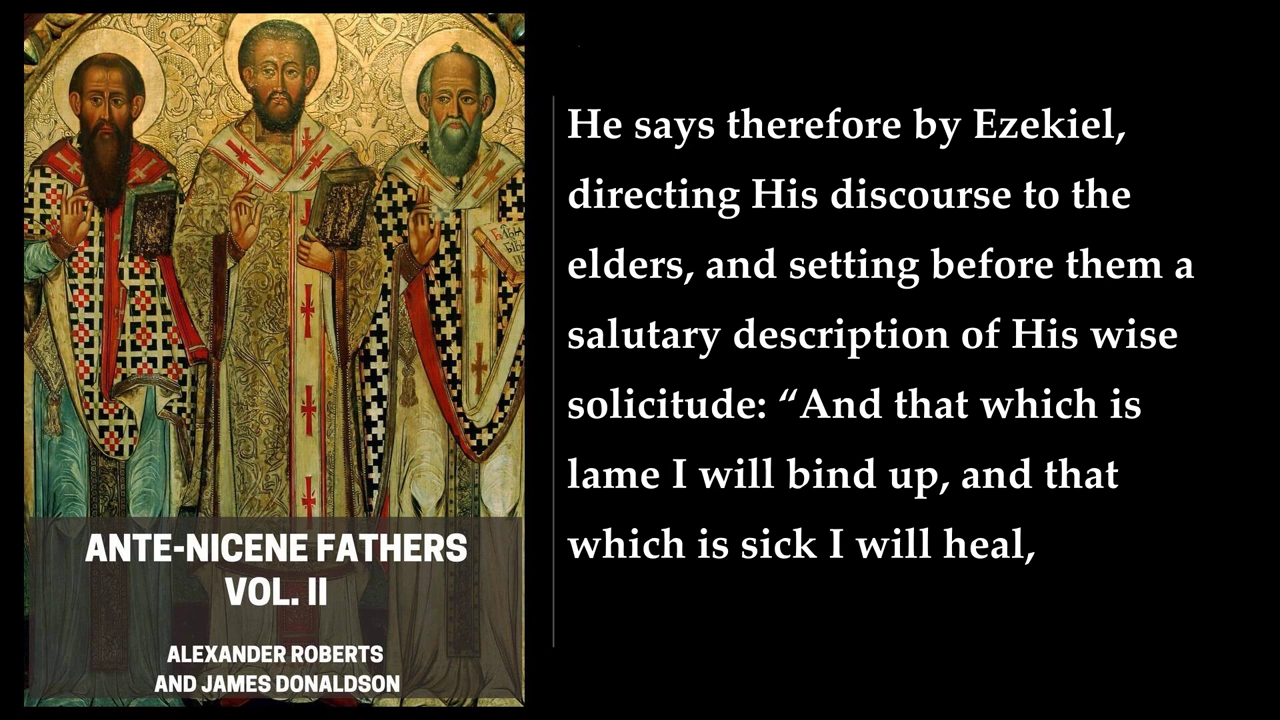 ANTE-NICENE FATHERS
VOL. II
ALEXANDER ROBERTS
AND JAMES DONALDSON
He says therefore by Ezekiel,
directing His discourse to the
elders, and setting before them a
salutary description of His wise
solicitude: “And that which is
lame I will bind up, and that
which is sick I will heal,